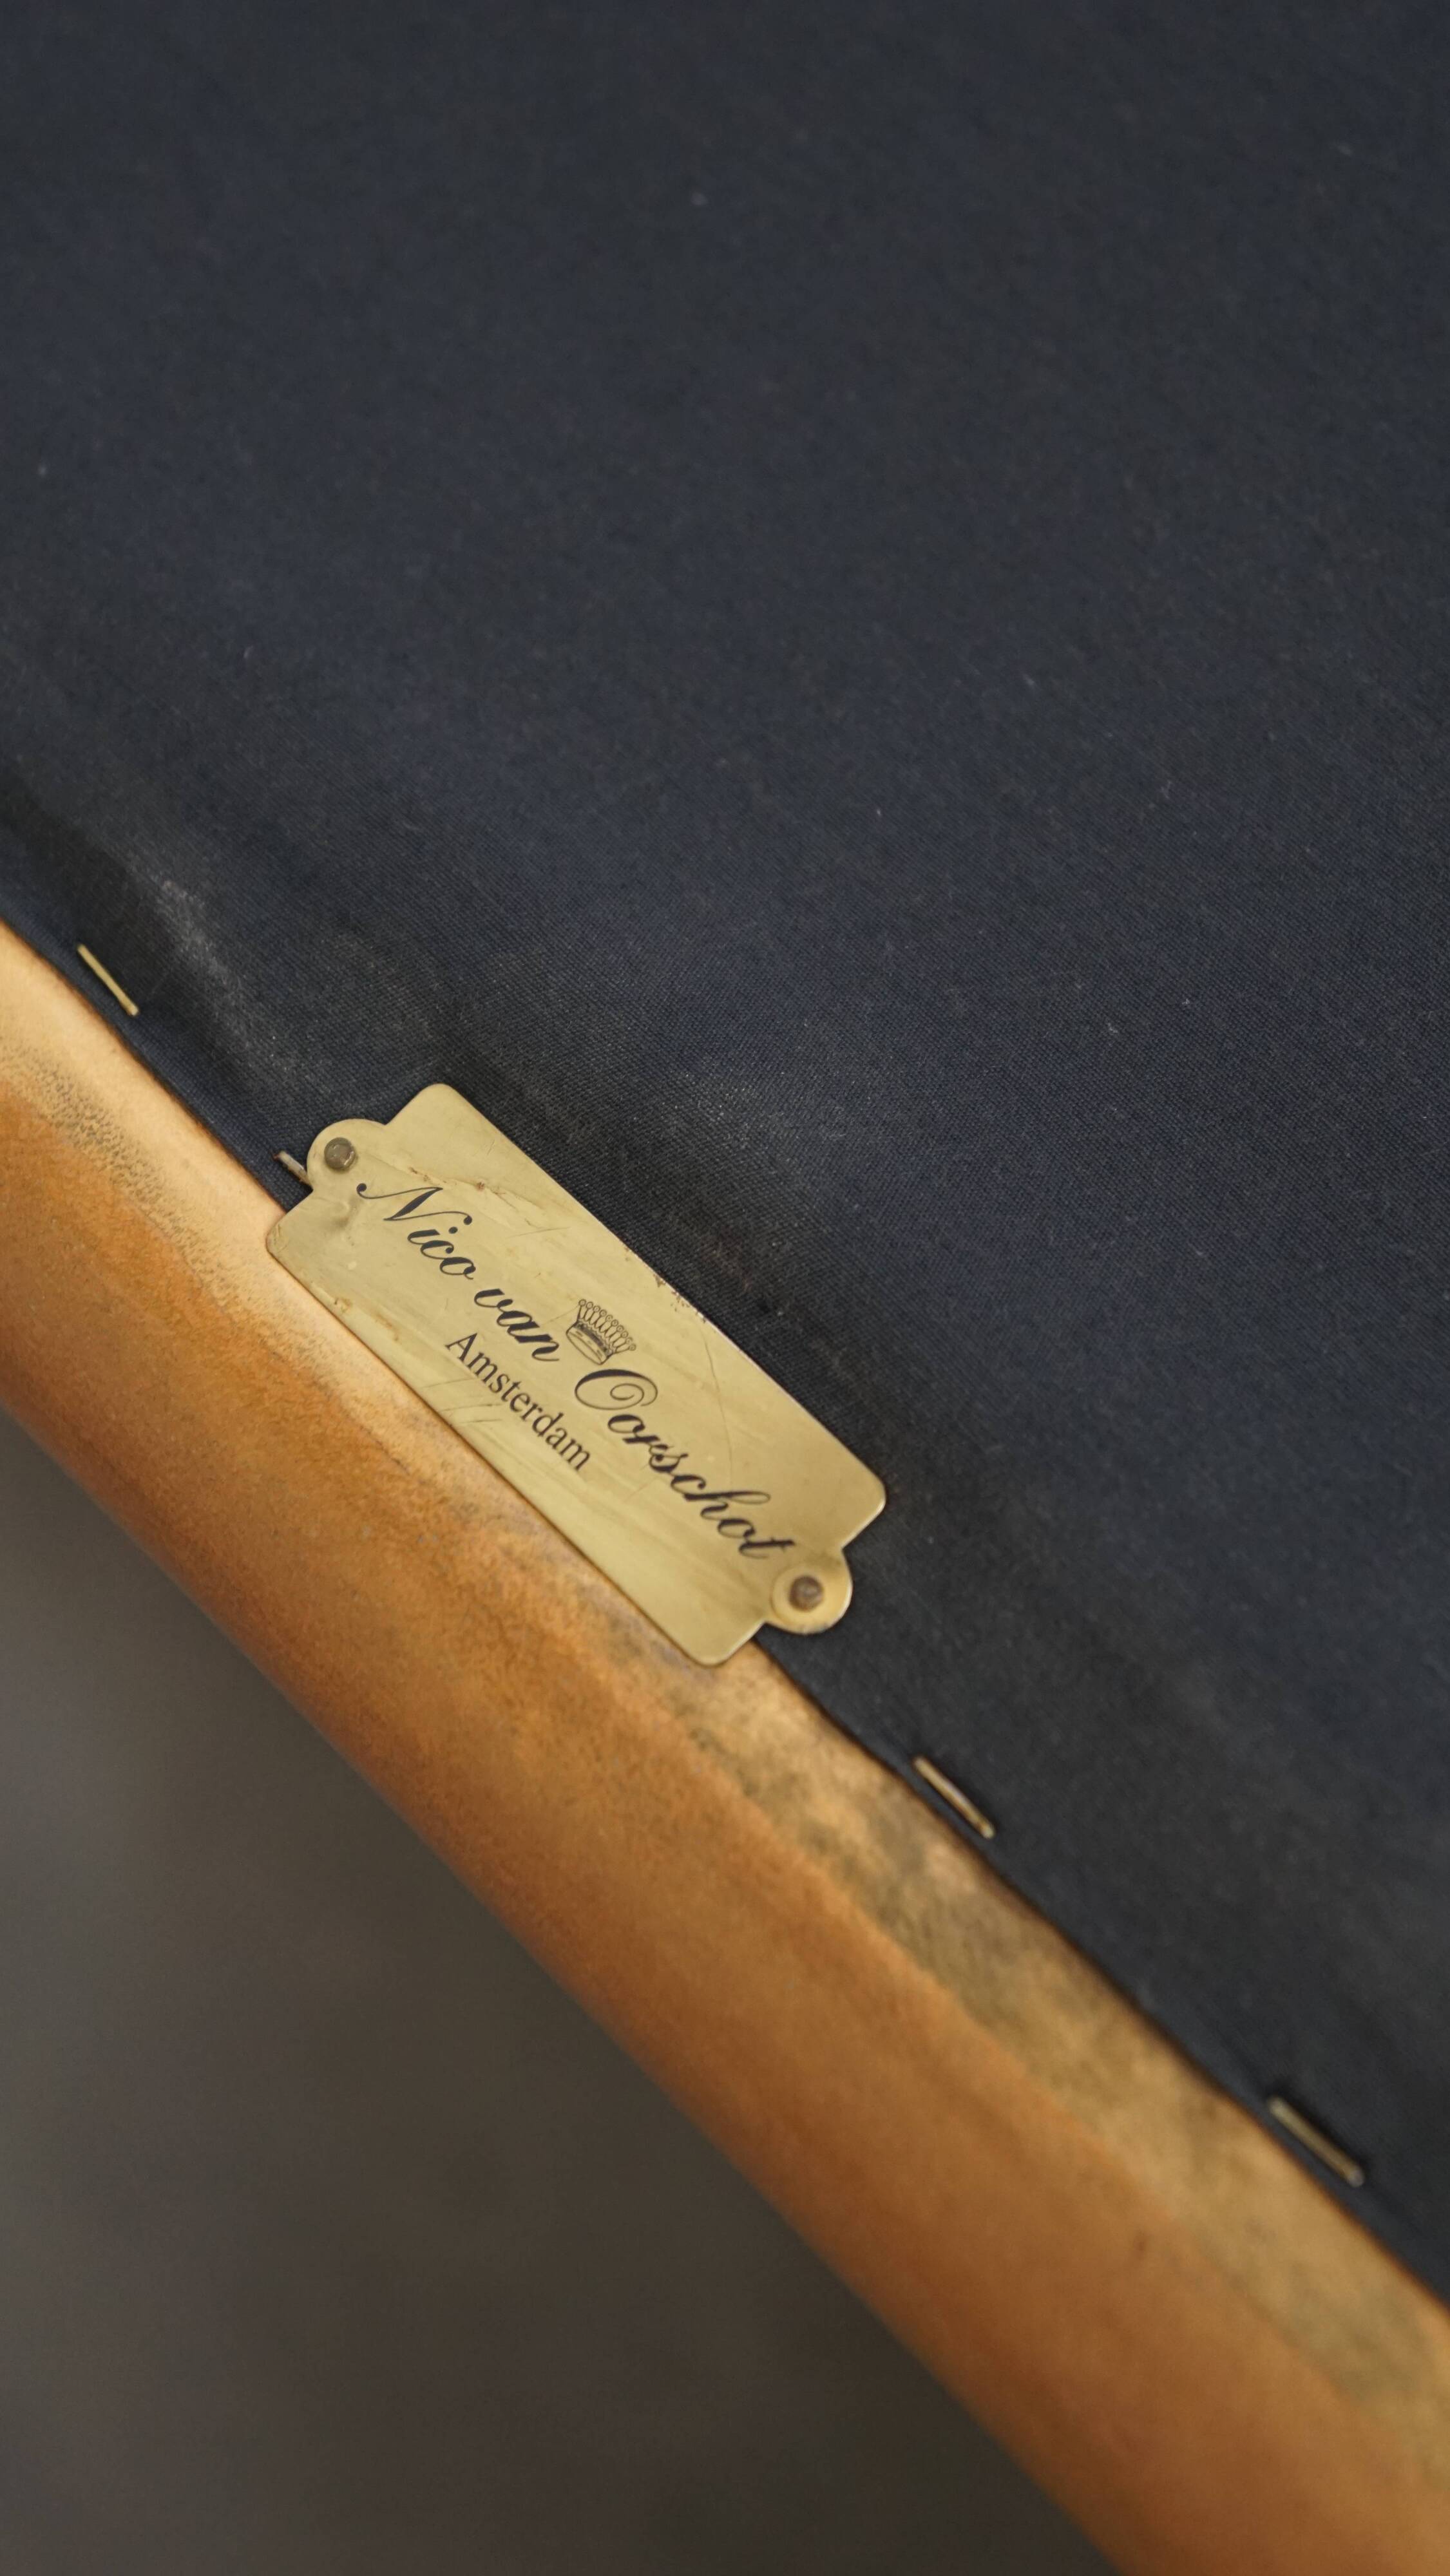 Nico van Oorschot
Amsterdam